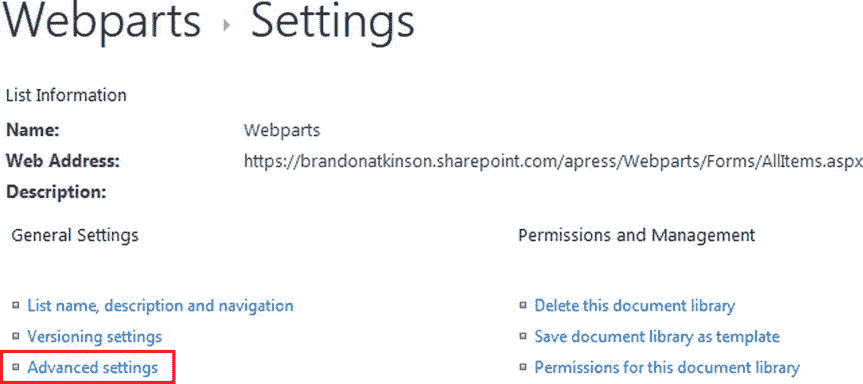 Webparts ▸ Settings
List Information
Name: Webparts
Web Address: https://brandonatkinson.sharepoint.com/apress/Webparts/Forms/AllItems.aspx
Description:
General Settings Permissions and Management
List name, description and navigation Delete this document library
Versioning settings Save document library as template
Advanced settings Permissions for this document library